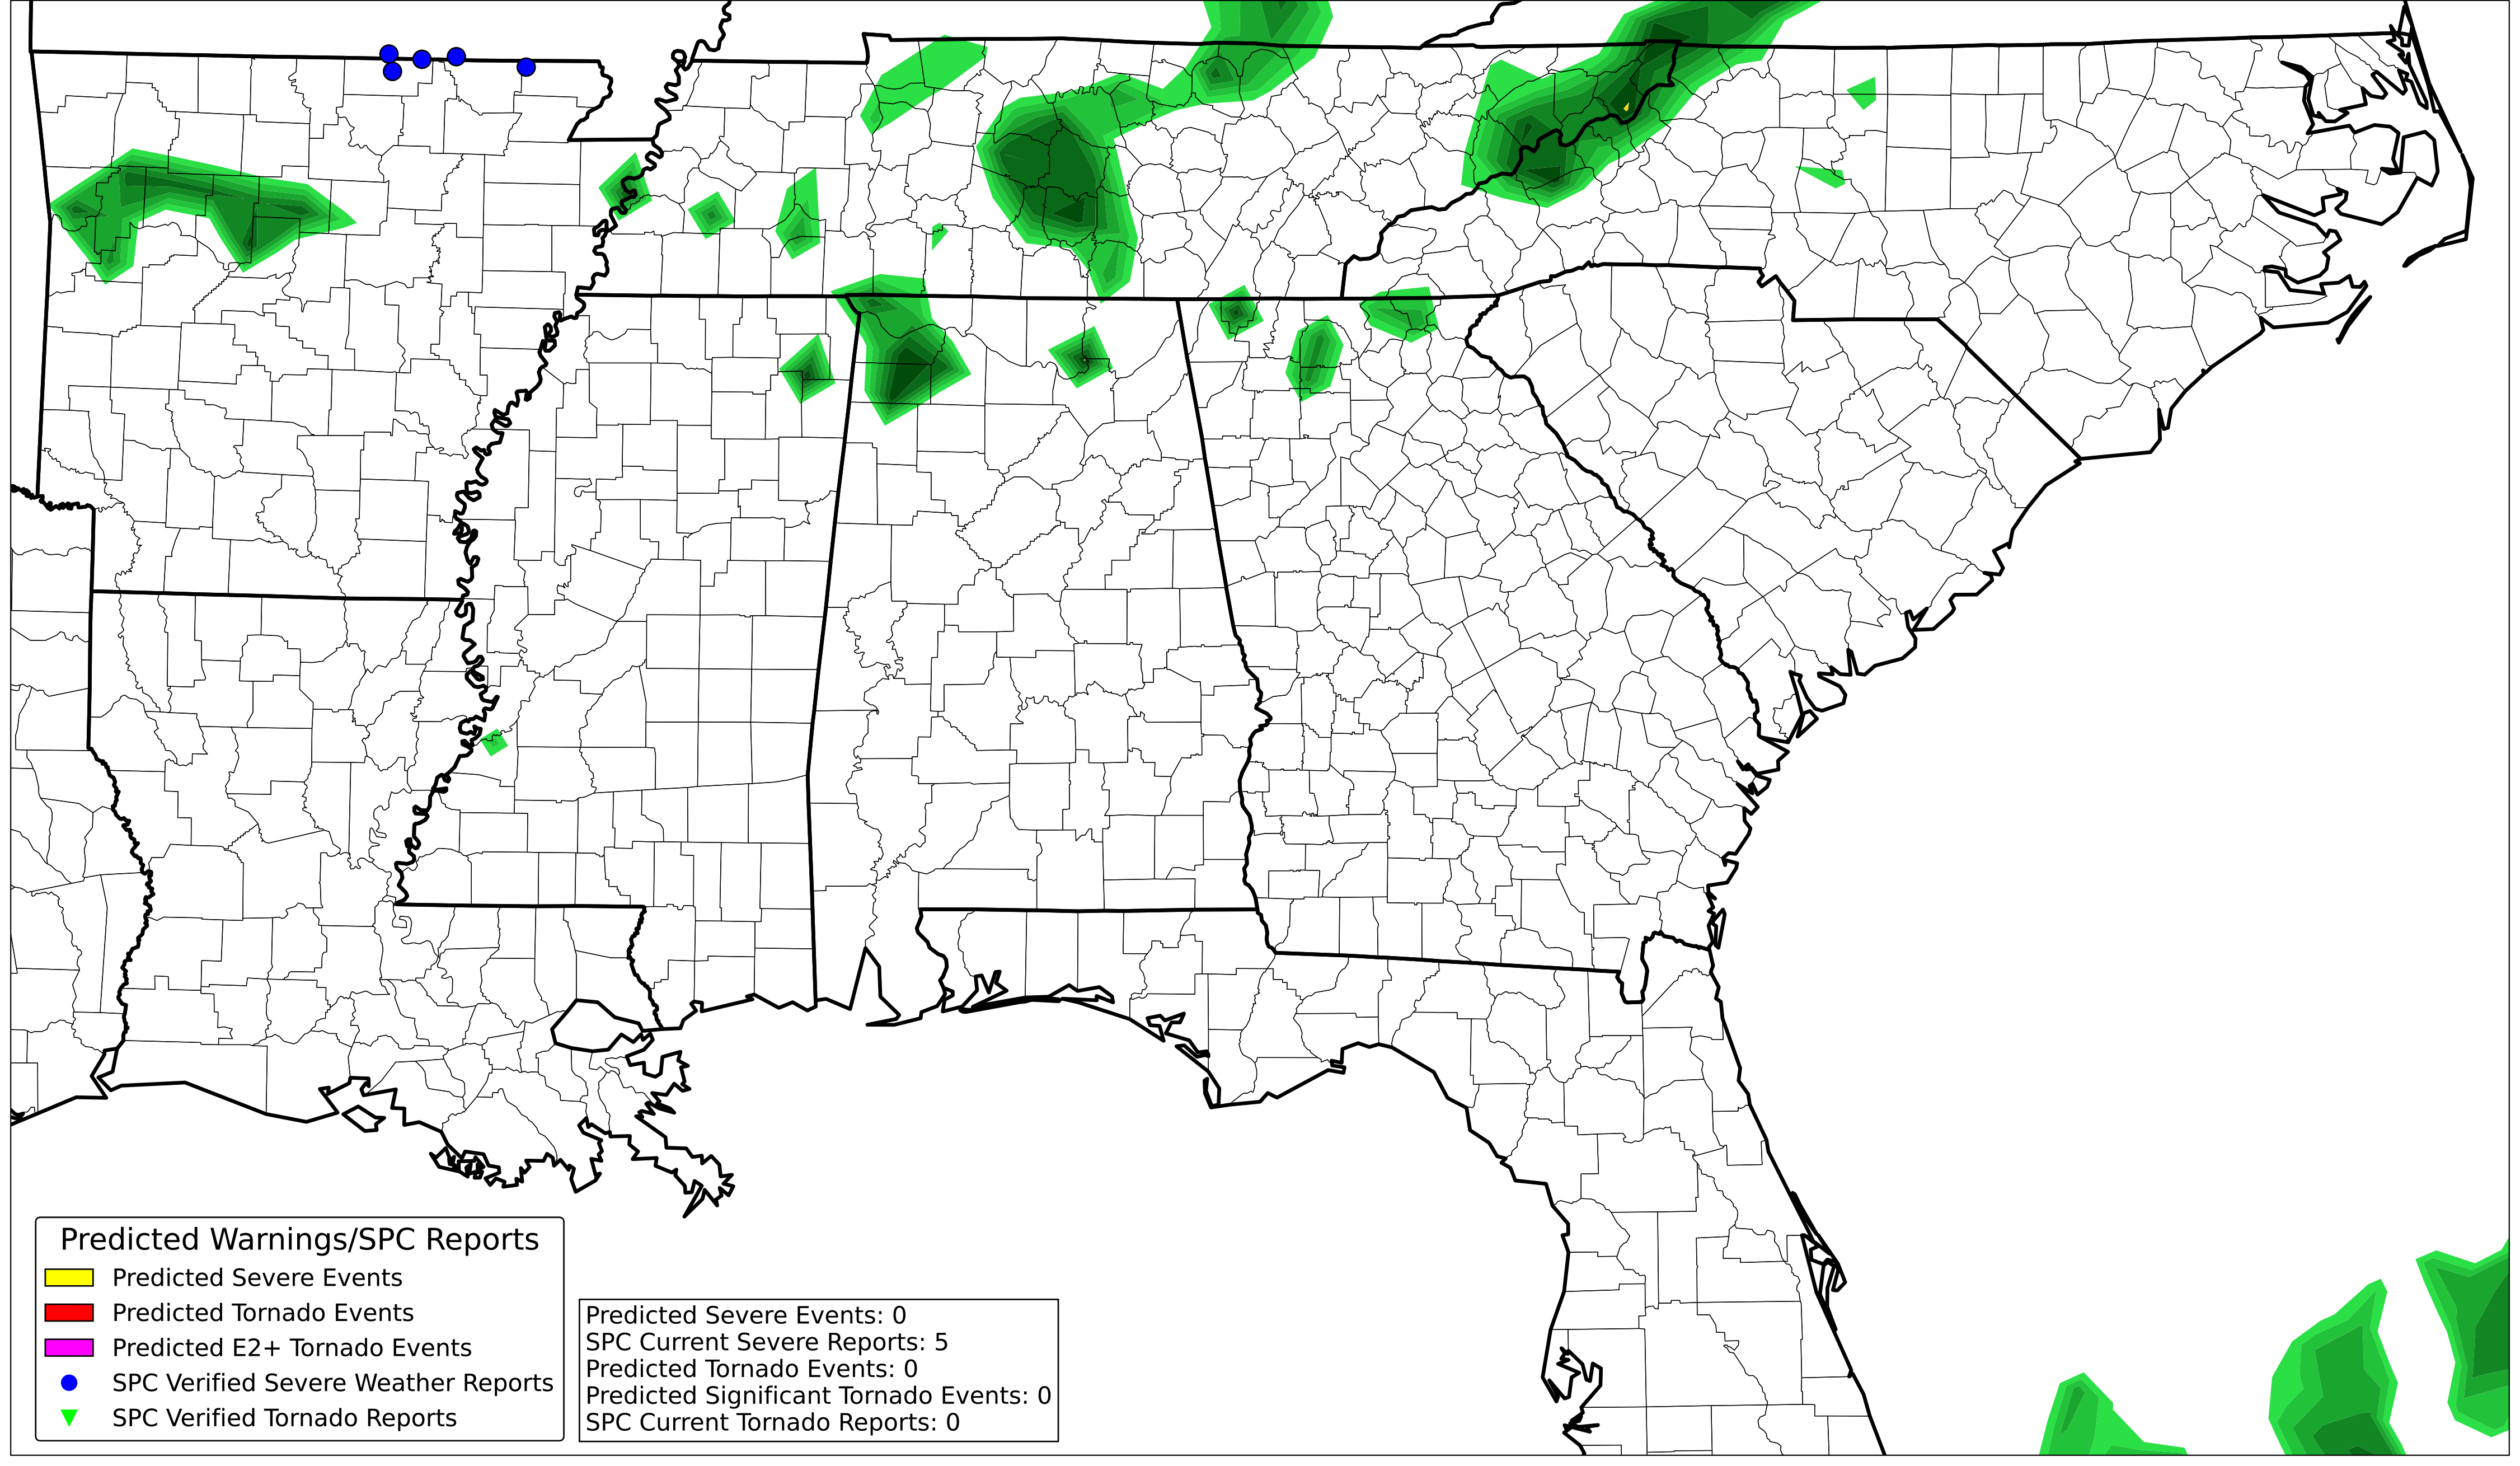 Predicted Warnings/SPC Reports
Predicted Severe Events
Predicted Tornado Events
Predicted E2+ Tornado Events
SPC Verified Severe Weather Reports
SPC Verified Tornado Reports
Predicted Severe Events: 0
SPC Current Severe Reports: 5
Predicted Tornado Events: 0
Predicted Significant Tornado Events: 0
SPC Current Tornado Reports: 0